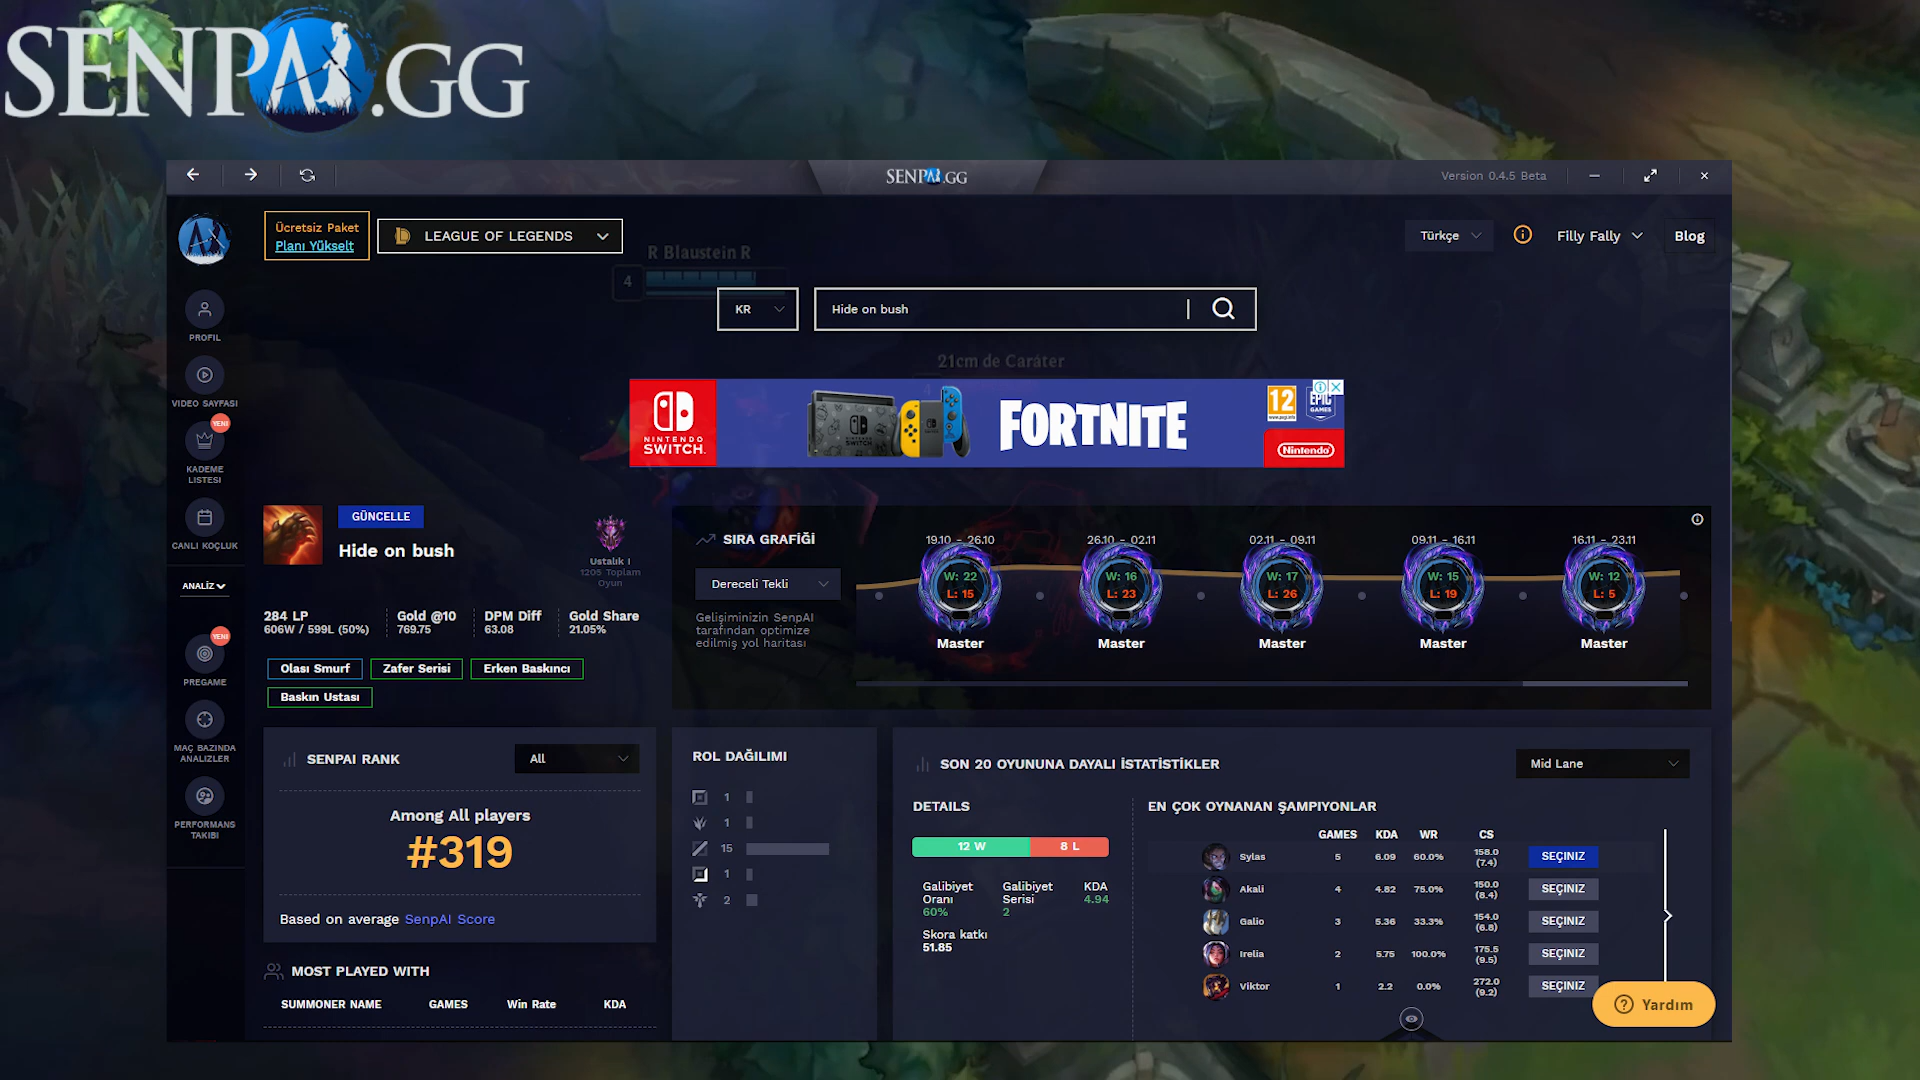 SENPAI.GG
SENPAI.GG
Version 0.4.5 Beta
Ücretsiz Paket
Planı Yükselt
LEAGUE OF LEGENDS
Türkçe
Filly Fally
Blog
R Blaustein R
4
KR
Hide on bush
21cm de Caráter
PROFIL
VIDEO SAYFASI
YENİ
KADEME
LISTESI
CANLI KOÇLUK
ANALİZ
YENİ
PREGAME
MAÇ BAZINDA
ANALIZLER
PERFORMANS
TAKIBI
NINTENDO
SWITCH.
FORTNITE
12
EPIC
GAMES
Nintendo
GÜNCELLE
Hide on bush
Ustalık I
1205 Toplam
Oyun
284 LP
606W / 599L (50%)
Gold @10
769.75
DPM Diff
63.08
Gold Share
21.05%
Olası Smurf
Zafer Serisi
Erken Baskıncı
Baskın Ustası
SIRA GRAFİĞİ
Dereceli Tekli
Gelişiminizin SenpAI
tarafından optimize
edilmiş yol haritası
19.10 - 26.10
W: 22
L: 15
Master
26.10 - 02.11
W: 16
L: 23
Master
02.11 - 09.11
W: 17
L: 26
Master
09.11 - 16.11
W: 15
L: 19
Master
16.11 - 23.11
W: 12
L: 5
Master
SENPAI RANK
All
Among All players
#319
Based on average SenpAI Score
MOST PLAYED WITH
SUMMONER NAME GAMES Win Rate KDA
ROL DAĞILIMI
1
1
15
1
2
SON 20 OYUNUNA DAYALI İSTATİSTİKLER
Mid Lane
DETAILS
12 W
8 L
Galibiyet
Oranı
60%
Galibiyet
Serisi
2
KDA
4.94
Skora katkı
51.85
EN ÇOK OYNANAN ŞAMPIYONLAR
GAMES KDA WR CS
Sylas 5 6.09 60.0% 158.0 (7.4) SEÇINIZ
Akali 4 4.82 75.0% 150.0 (8.4) SEÇINIZ
Galio 3 5.36 33.3% 154.0 (6.8) SEÇINIZ
Irelia 2 5.75 100.0% 175.5 (9.5) SEÇINIZ
Viktor 1 2.2 0.0% 272.0 (9.2) SEÇINIZ
Yardım